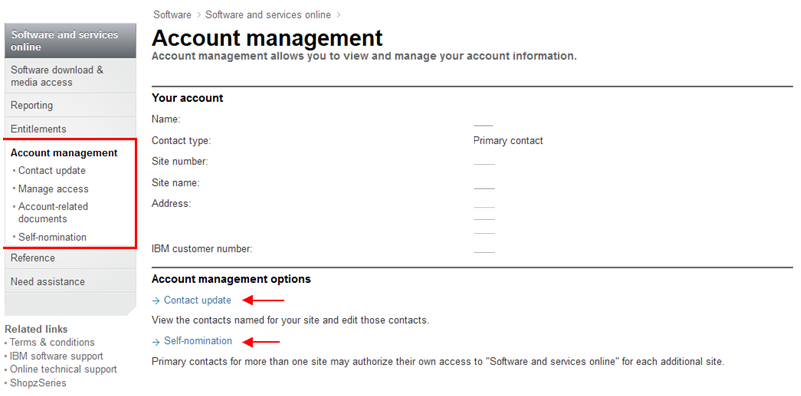 Software > Software and services online >
Software and services
online
Software download &
media access
Reporting
Entitlements
Account management
Contact update
Manage access
Account-related
documents
Self-nomination
Reference
Need assistance
Related links
Terms & conditions
IBM software support
Online technical support
ShopzSeries
Account management
Account management allows you to view and manage your account information.
Your account
Name:
Contact type: Primary contact
Site number:
Site name:
Address:
IBM customer number:
Account management options
Contact update
View the contacts named for your site and edit those contacts.
Self-nomination
Primary contacts for more than one site may authorize their own access to "Software and services online" for each additional site.